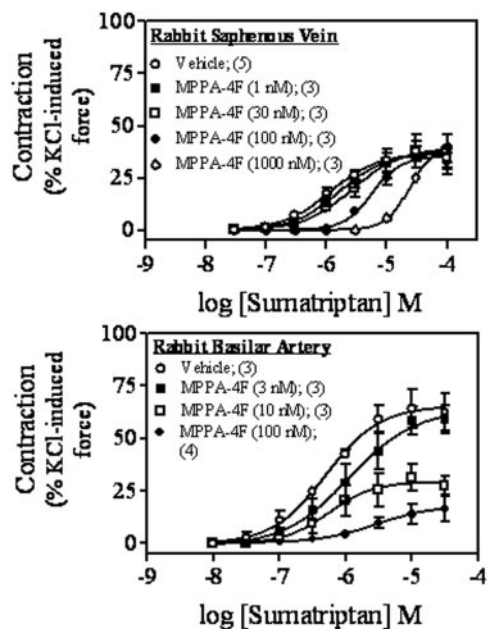 100
Rabbit Saphenous Vein
Vehicle; (5)
MPPA-4F (1 nM); (3)
MPPA-4F (30 nM); (3)
MPPA-4F (100 nM); (3)
MPPA-4F (1000 nM); (3)
75
50
25
0
Contraction
(% KCl-induced
force)
-9 -8 -7 -6 -5 -4
log [Sumatriptan] M
100
Rabbit Basilar Artery
Vehicle; (3)
MPPA-4F (3 nM); (3)
MPPA-4F (10 nM); (3)
MPPA-4F (100 nM);
(4)
75
50
25
0
Contraction
(% KCl-induced
force)
-9 -8 -7 -6 -5 -4
log [Sumatriptan] M